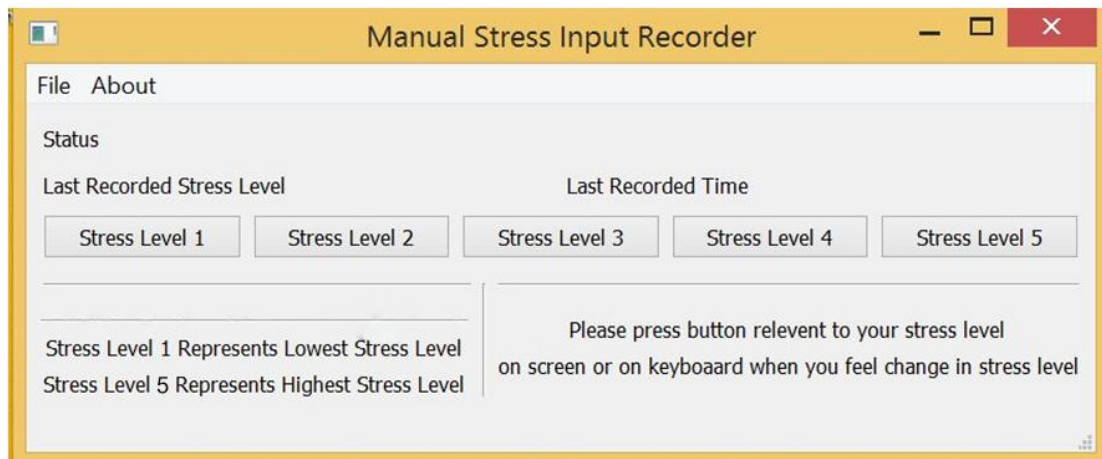 Manual Stress Input Recorder
File About
Status
Last Recorded Stress Level Last Recorded Time
Stress Level 1 Stress Level 2 Stress Level 3 Stress Level 4 Stress Level 5
Stress Level 1 Represents Lowest Stress Level
Stress Level 5 Represents Highest Stress Level
Please press button relevent to your stress level
on screen or on keyboaard when you feel change in stress level